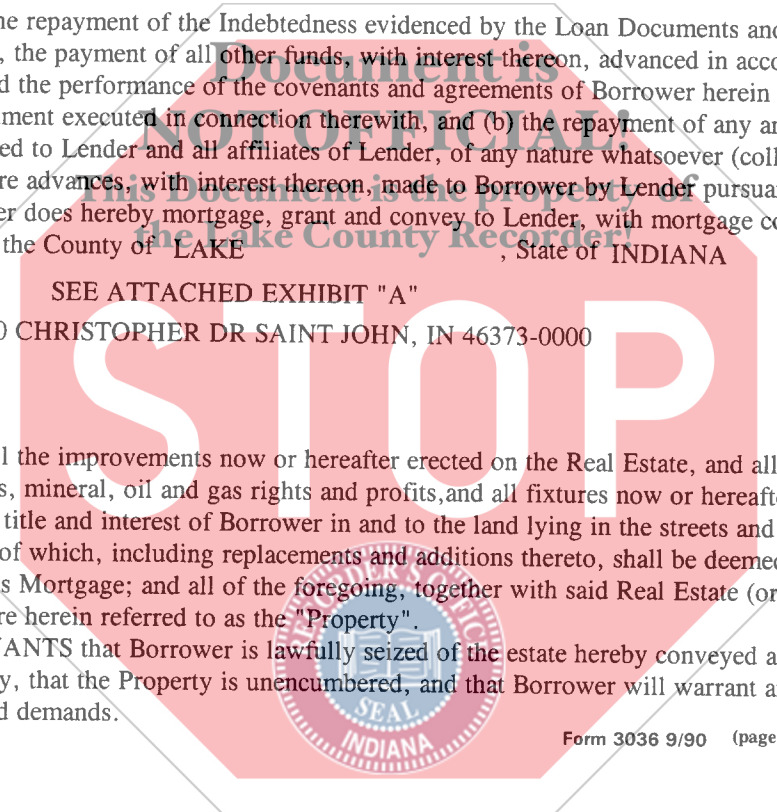 he repayment of the Indebtedness evidenced by the Loan Documents and
, the payment of all other funds, with interest thereon, advanced in acco
d the performance of the covenants and agreements of Borrower herein
ment executed in connection therewith, and (b) the repayment of any an
ed to Lender and all affiliates of Lender, of any nature whatsoever (coll
re advances, with interest thereon, made to Borrower by Lender pursuan
er does hereby mortgage, grant and convey to Lender, with mortgage co
the County of LAKE , State of INDIANA
Document is
NOT OFFICIAL!
This Document is the property of
the Lake County Recorder!
SEE ATTACHED EXHIBIT "A"
0 CHRISTOPHER DR SAINT JOHN, IN 46373-0000
STOP
l the improvements now or hereafter erected on the Real Estate, and all
s, mineral, oil and gas rights and profits,and all fixtures now or hereafte
title and interest of Borrower in and to the land lying in the streets and
of which, including replacements and additions thereto, shall be deemed
s Mortgage; and all of the foregoing, together with said Real Estate (or
re herein referred to as the "Property".
ANTS that Borrower is lawfully seized of the estate hereby conveyed a
y, that the Property is unencumbered, and that Borrower will warrant a
d demands.
RECORDER'S OFFICE
SEAL
INDIANA
Form 3036 9/90 (page